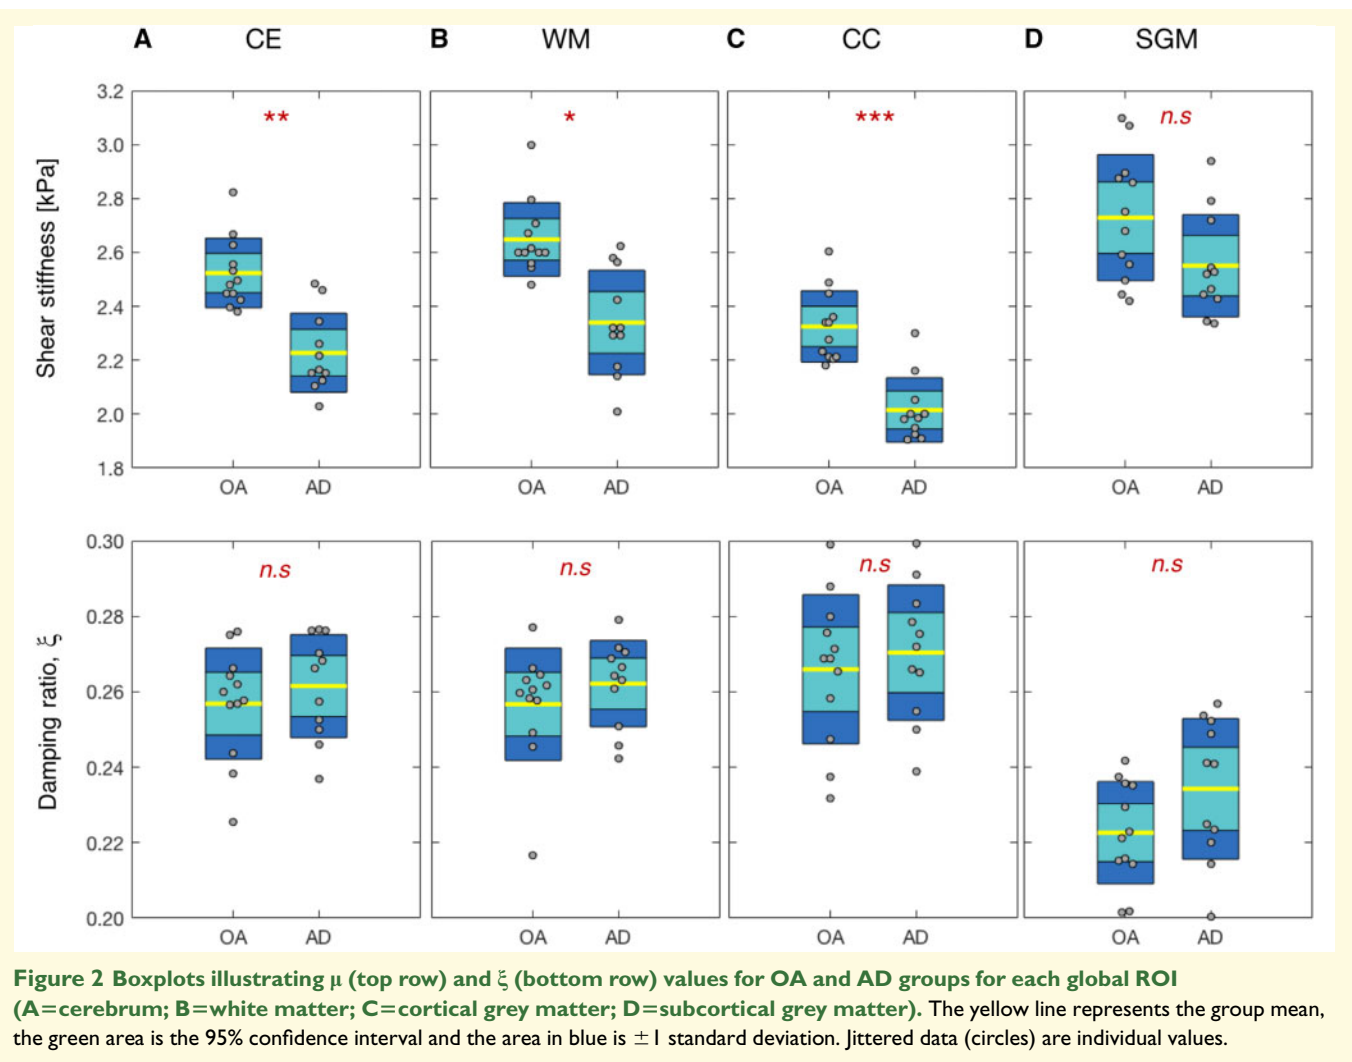 A CE B WM C CC D SGM
Shear stiffness [kPa]
3.2
3.0
2.8
2.6
2.4
2.2
2.0
1.8
** * *** n.s
OA AD OA AD OA AD OA AD
Damping ratio, ξ
0.30
0.28
0.26
0.24
0.22
0.20
n.s n.s n.s n.s
OA AD OA AD OA AD OA AD
Figure 2 Boxplots illustrating μ (top row) and ξ (bottom row) values for OA and AD groups for each global ROI
(A=cerebrum; B=white matter; C=cortical grey matter; D=subcortical grey matter). The yellow line represents the group mean,
the green area is the 95% confidence interval and the area in blue is ±1 standard deviation. Jittered data (circles) are individual values.